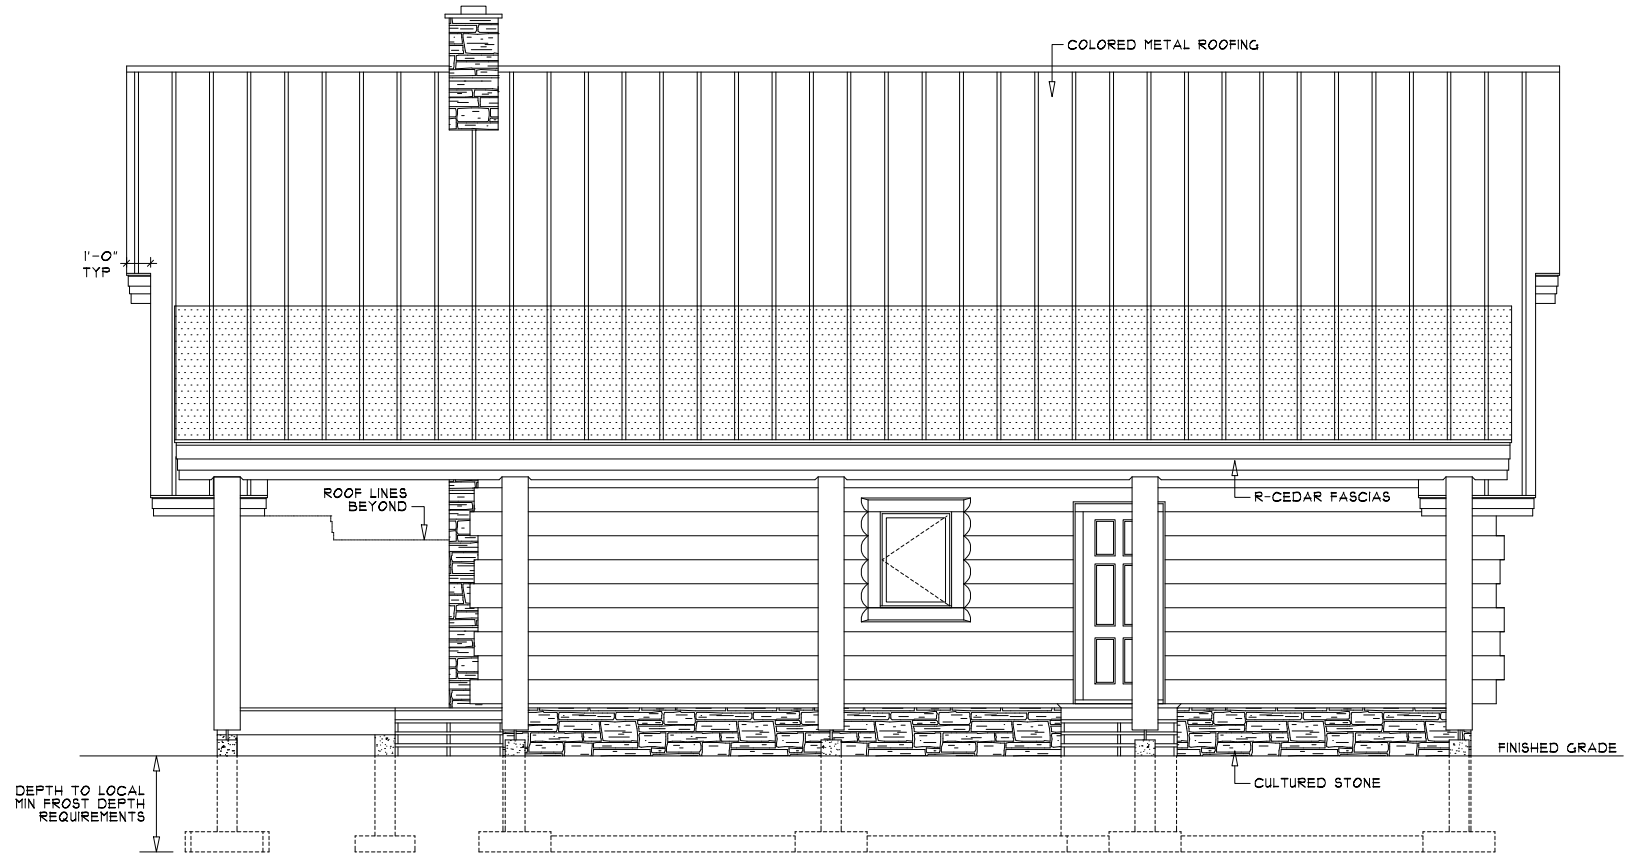 COLORED METAL ROOFING
1'-0"
TYP
ROOF LINES
BEYOND
R-CEDAR FASCIAS
FINISHED GRADE
CULTURED STONE
DEPTH TO LOCAL
MIN FROST DEPTH
REQUIREMENTS